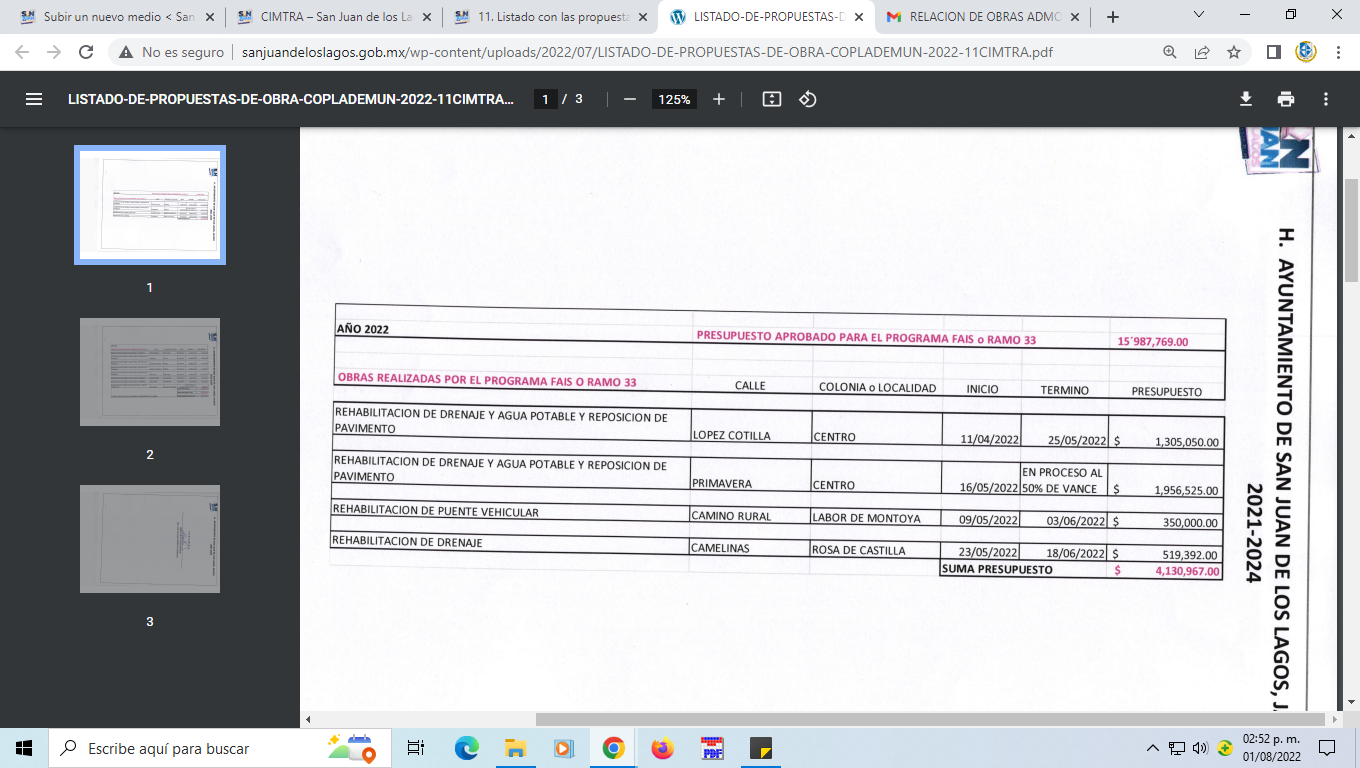 Subir un nuevo medio < San
CIMTRA – San Juan de los La
11. Listado con las propuesta
LISTADO-DE-PROPUESTAS-D
RELACION DE OBRAS ADMO
No es seguro | sanjuandeloslagos.gob.mx/wp-content/uploads/2022/07/LISTADO-DE-PROPUESTAS-DE-OBRA-COPLADEMUN-2022-11CIMTRA.pdf
LISTADO-DE-PROPUESTAS-DE-OBRA-COPLADEMUN-2022-11CIMTRA... 1 / 3 125%
1
2
3
H. AYUNTAMIENTO DE SAN JUAN DE LOS LAGOS, J
2021-2024
AÑO 2022 PRESUPUESTO APROBADO PARA EL PROGRAMA FAIS o RAMO 33 15´987,769.00
OBRAS REALIZADAS POR EL PROGRAMA FAIS O RAMO 33 CALLE COLONIA o LOCALIDAD INICIO TERMINO PRESUPUESTO
REHABILITACION DE DRENAJE Y AGUA POTABLE Y REPOSICION DE
PAVIMENTO LOPEZ COTILLA CENTRO 11/04/2022 25/05/2022 $ 1,305,050.00
REHABILITACION DE DRENAJE Y AGUA POTABLE Y REPOSICION DE EN PROCESO AL
PAVIMENTO PRIMAVERA CENTRO 16/05/2022 50% DE VANCE $ 1,956,525.00
REHABILITACION DE PUENTE VEHICULAR CAMINO RURAL LABOR DE MONTOYA 09/05/2022 03/06/2022 $ 350,000.00
REHABILITACION DE DRENAJE CAMELINAS ROSA DE CASTILLA 23/05/2022 18/06/2022 $ 519,392.00
SUMA PRESUPUESTO $ 4,130,967.00
Escribe aquí para buscar
02:52 p. m.
01/08/2022